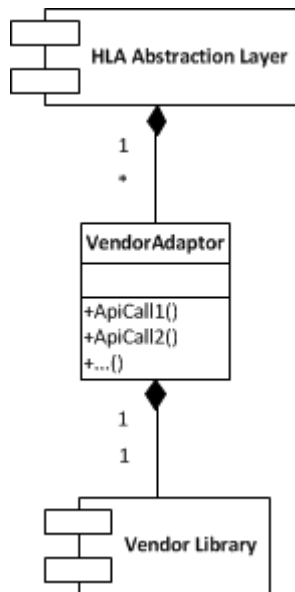 HLA Abstraction Layer
1
*
VendorAdaptor
+ApiCall1()
+ApiCall2()
+...()
1
1
Vendor Library